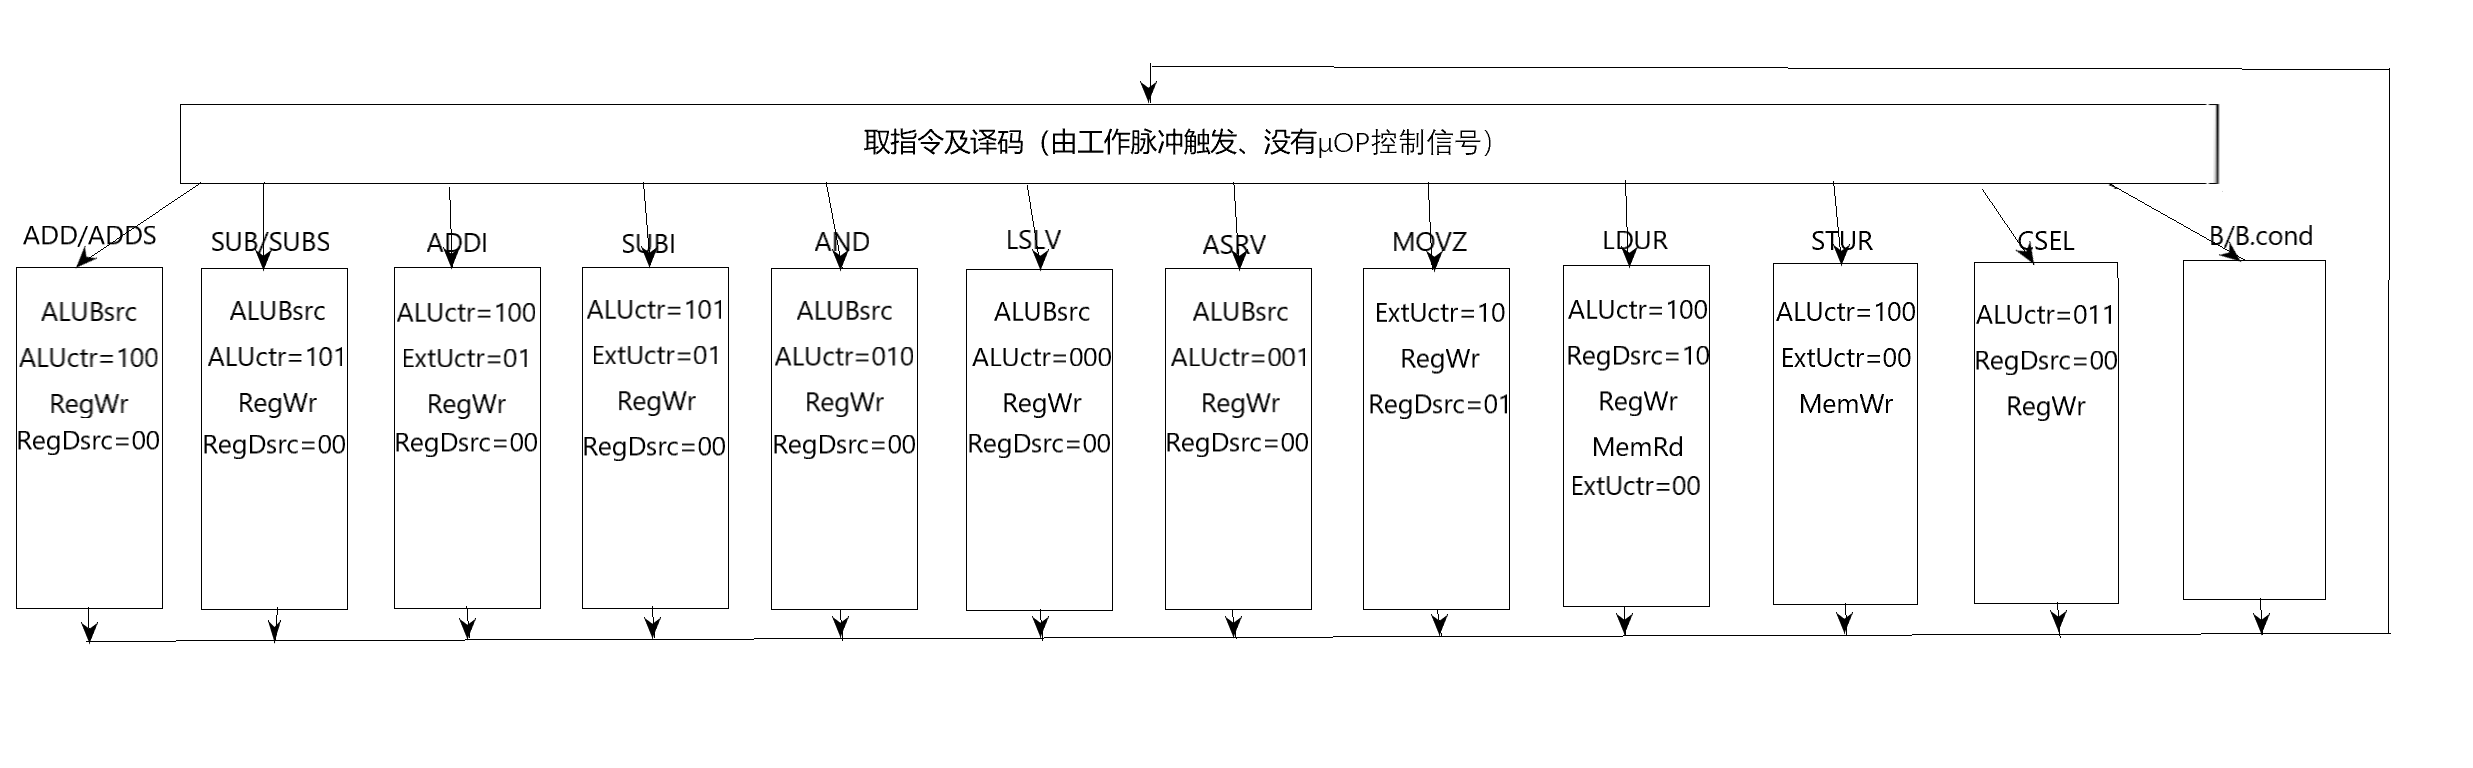 取指令及译码（由工作脉冲触发、没有μOP控制信号）
ADD/ADDS
ALUBsrc
ALUctr=100
RegWr
RegDsrc=00
SUB/SUBS
ALUBsrc
ALUctr=101
RegWr
RegDsrc=00
ADDI
ALUctr=100
ExtUctr=01
RegWr
RegDsrc=00
SUBI
ALUctr=101
ExtUctr=01
RegWr
RegDsrc=00
AND
ALUBsrc
ALUctr=010
RegWr
RegDsrc=00
LSLV
ALUBsrc
ALUctr=000
RegWr
RegDsrc=00
ASRV
ALUBsrc
ALUctr=001
RegWr
RegDsrc=00
MOVZ
ExtUctr=10
RegWr
RegDsrc=01
LDUR
ALUctr=100
RegDsrc=10
RegWr
MemRd
ExtUctr=00
STUR
ALUctr=100
ExtUctr=00
MemWr
CSEL
ALUctr=011
RegDsrc=00
RegWr
B/B.cond